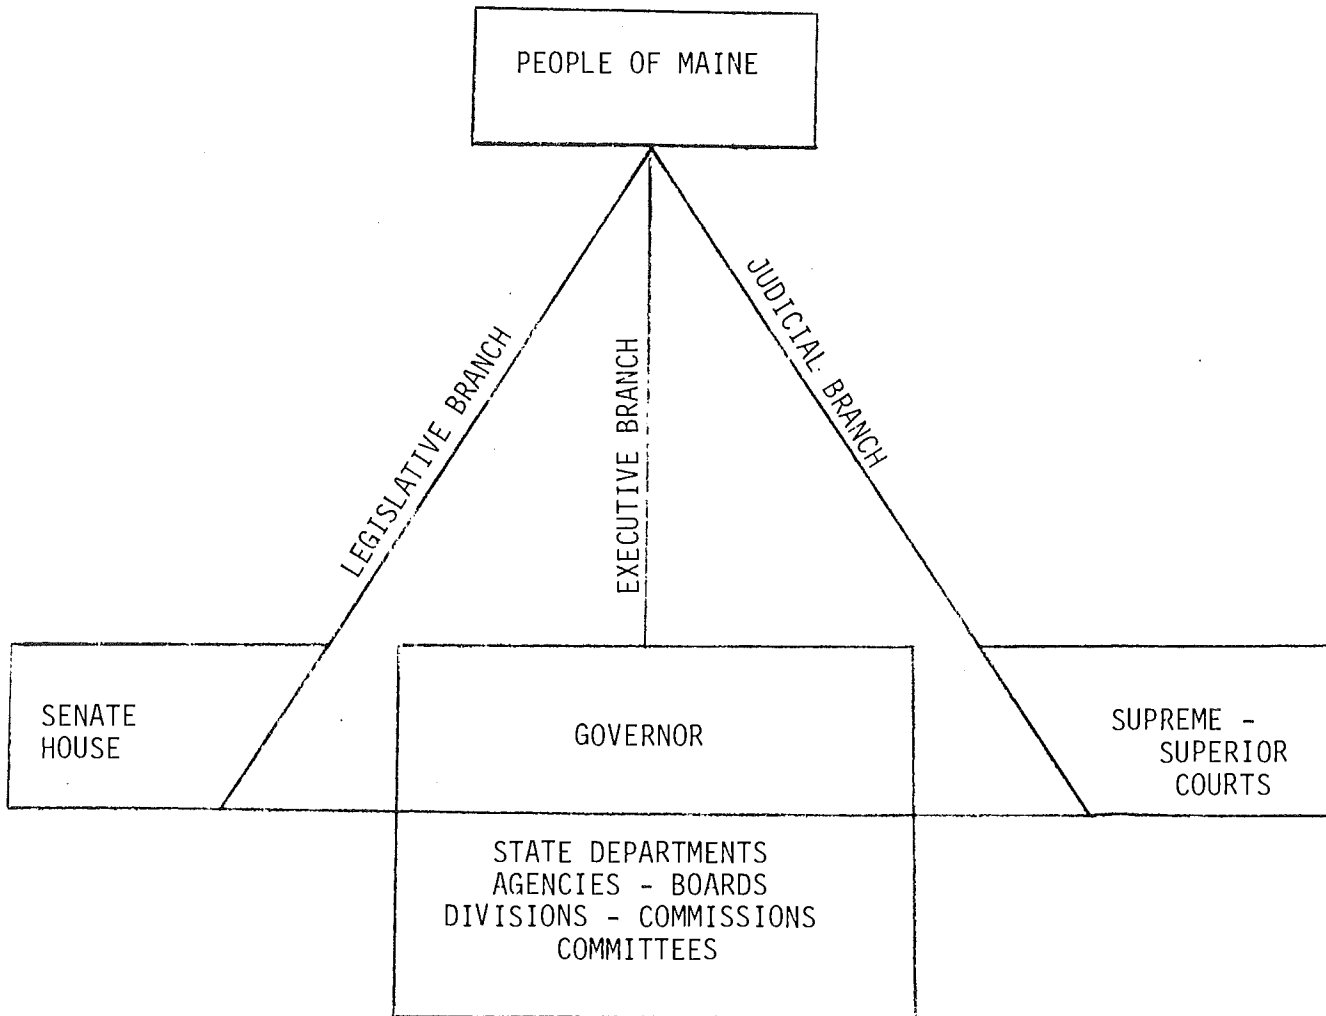 PEOPLE OF MAINE
LEGISLATIVE BRANCH
EXECUTIVE BRANCH
JUDICIAL BRANCH
SENATE
HOUSE
GOVERNOR
SUPREME -
SUPERIOR
COURTS
STATE DEPARTMENTS
AGENCIES - BOARDS
DIVISIONS - COMMISSIONS
COMMITTEES